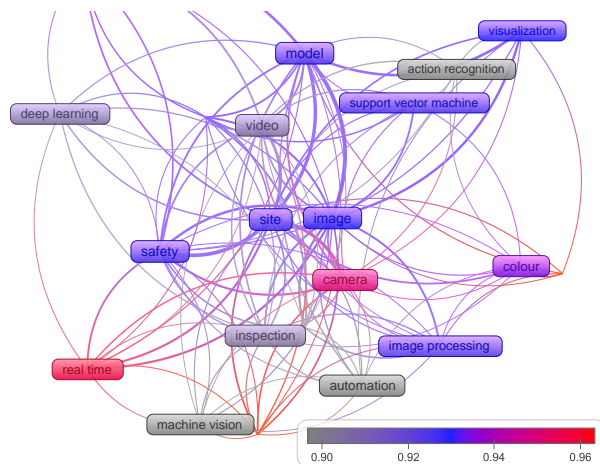 visualization
model
action recognition
support vector machine
deep learning
video
site
image
safety
colour
camera
inspection
image processing
real time
automation
machine vision
0.90
0.92
0.94
0.96